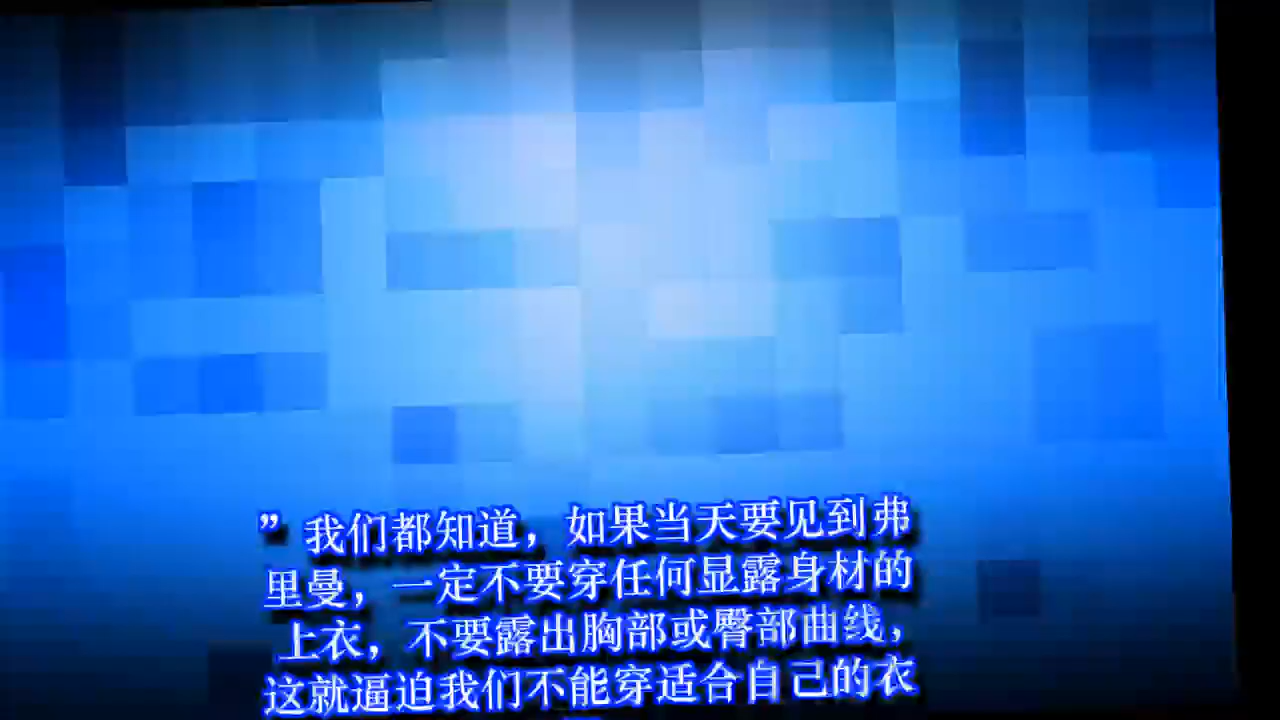 ”我们都知道，如果当天要见到弗
里曼，一定不要穿任何显露身材的
上衣，不要露出胸部或臀部曲线，
这就逼迫我们不能穿适合自己的衣